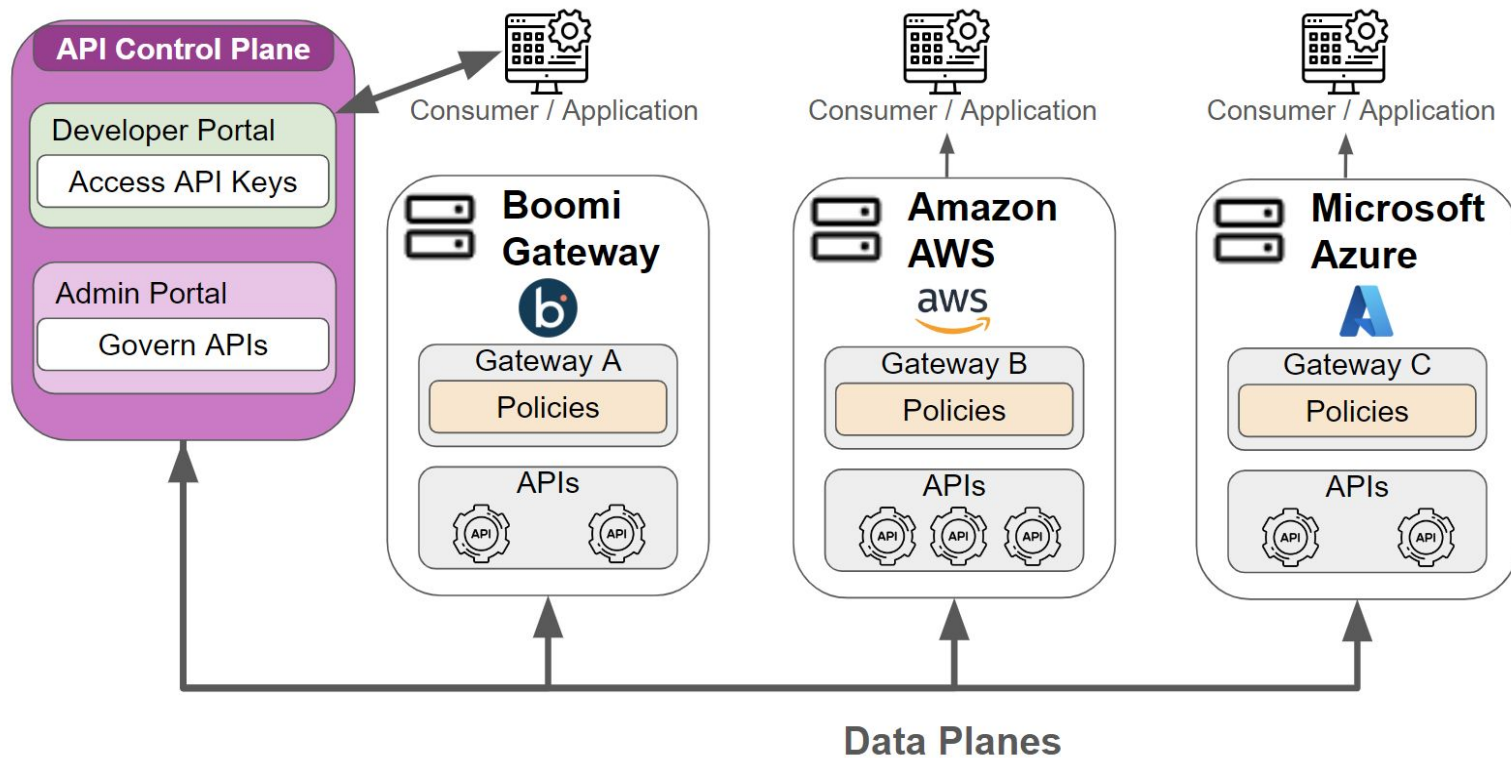 API Control Plane
Developer Portal
Access API Keys
Admin Portal
Govern APIs
Consumer / Application
Boomi
Gateway
b
Gateway A
Policies
APIs
API
API
Consumer / Application
Amazon
AWS
aws
Gateway B
Policies
APIs
API
API
API
Consumer / Application
Microsoft
Azure
Gateway C
Policies
APIs
API
API
Data Planes